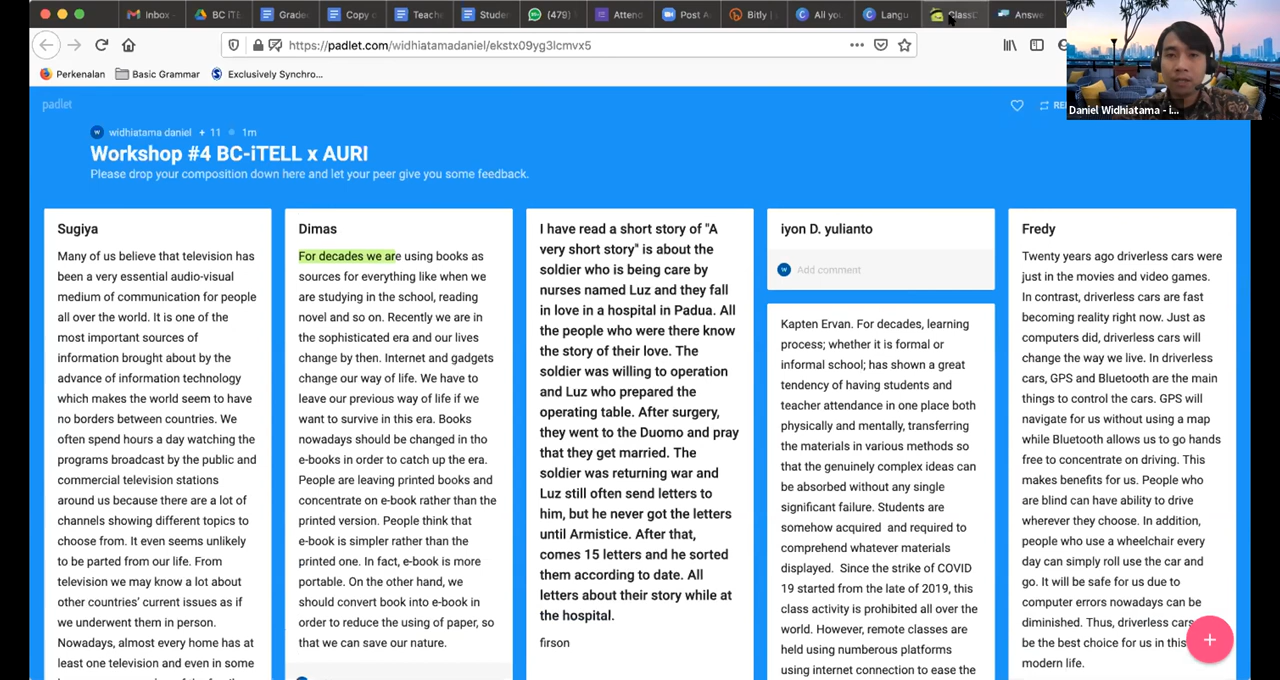 Inbox -
BC iTE
Grade
Copy c
Teache
Studer
(479)
Attend
Post A
Bitly |
All you
Langu
Class
Answe
https://padlet.com/widhiatamadaniel/ekstx09yg3lcmvx5
Perkenalan
Basic Grammar
Exclusively Synchro...
Daniel Widhiatama - i...
padlet
RE
widhiatama daniel + 11 1m
Workshop #4 BC-iTELL x AURI
Please drop your composition down here and let your peer give you some feedback.
Sugiya
Many of us believe that television has
been a very essential audio-visual
medium of communication for people
all over the world. It is one of the
most important sources of
information brought about by the
advance of information technology
which makes the world seem to have
no borders between countries. We
often spend hours a day watching the
programs broadcast by the public and
commercial television stations
around us because there are a lot of
channels showing different topics to
choose from. It even seems unlikely
to be parted from our life. From
television we may know a lot about
other countries' current issues as if
we underwent them in person.
Nowadays, almost every home has at
least one television and even in some
Dimas
For decades we are using books as
sources for everything like when we
are studying in the school, reading
novel and so on. Recently we are in
the sophisticated era and our lives
change by then. Internet and gadgets
change our way of life. We have to
leave our previous way of life if we
want to survive in this era. Books
nowadays should be changed in tho
e-books in order to catch up the era.
People are leaving printed books and
concentrate on e-book rather than the
printed version. People think that
e-book is simpler rather than the
printed one. In fact, e-book is more
portable. On the other hand, we
should convert book into e-book in
order to reduce the using of paper, so
that we can save our nature.
I have read a short story of "A
very short story" is about the
soldier who is being care by
nurses named Luz and they fall
in love in a hospital in Padua. All
the people who were there know
the story of their love. The
soldier was willing to operation
and Luz who prepared the
operating table. After surgery,
they went to the Duomo and pray
that they get married. The
soldier was returning war and
Luz still often send letters to
him, but he never got the letters
until Armistice. After that,
comes 15 letters and he sorted
them according to date. All
letters about their story while at
the hospital.
firson
iyon D. yulianto
Add comment
Kapten Ervan. For decades, learning
process; whether it is formal or
informal school; has shown a great
tendency of having students and
teacher attendance in one place both
physically and mentally, transferring
the materials in various methods so
that the genuinely complex ideas can
be absorbed without any single
significant failure. Students are
somehow acquired and required to
comprehend whatever materials
displayed. Since the strike of COVID
19 started from the late of 2019, this
class activity is prohibited all over the
world. However, remote classes are
held using numberous platforms
using internet connection to ease the
Fredy
Twenty years ago driverless cars were
just in the movies and video games.
In contrast, driverless cars are fast
becoming reality right now. Just as
computers did, driverless cars will
change the way we live. In driverless
cars, GPS and Bluetooth are the main
things to control the cars. GPS will
navigate for us without using a map
while Bluetooth allows us to go hands
free to concentrate on driving. This
makes benefits for us. People who
are blind can have ability to drive
wherever they choose. In addition,
people who use a wheelchair every
day can simply roll use the car and
go. It will be safe for us due to
computer errors nowadays can be
diminished. Thus, driverless cars
be the best choice for us in this
modern life.